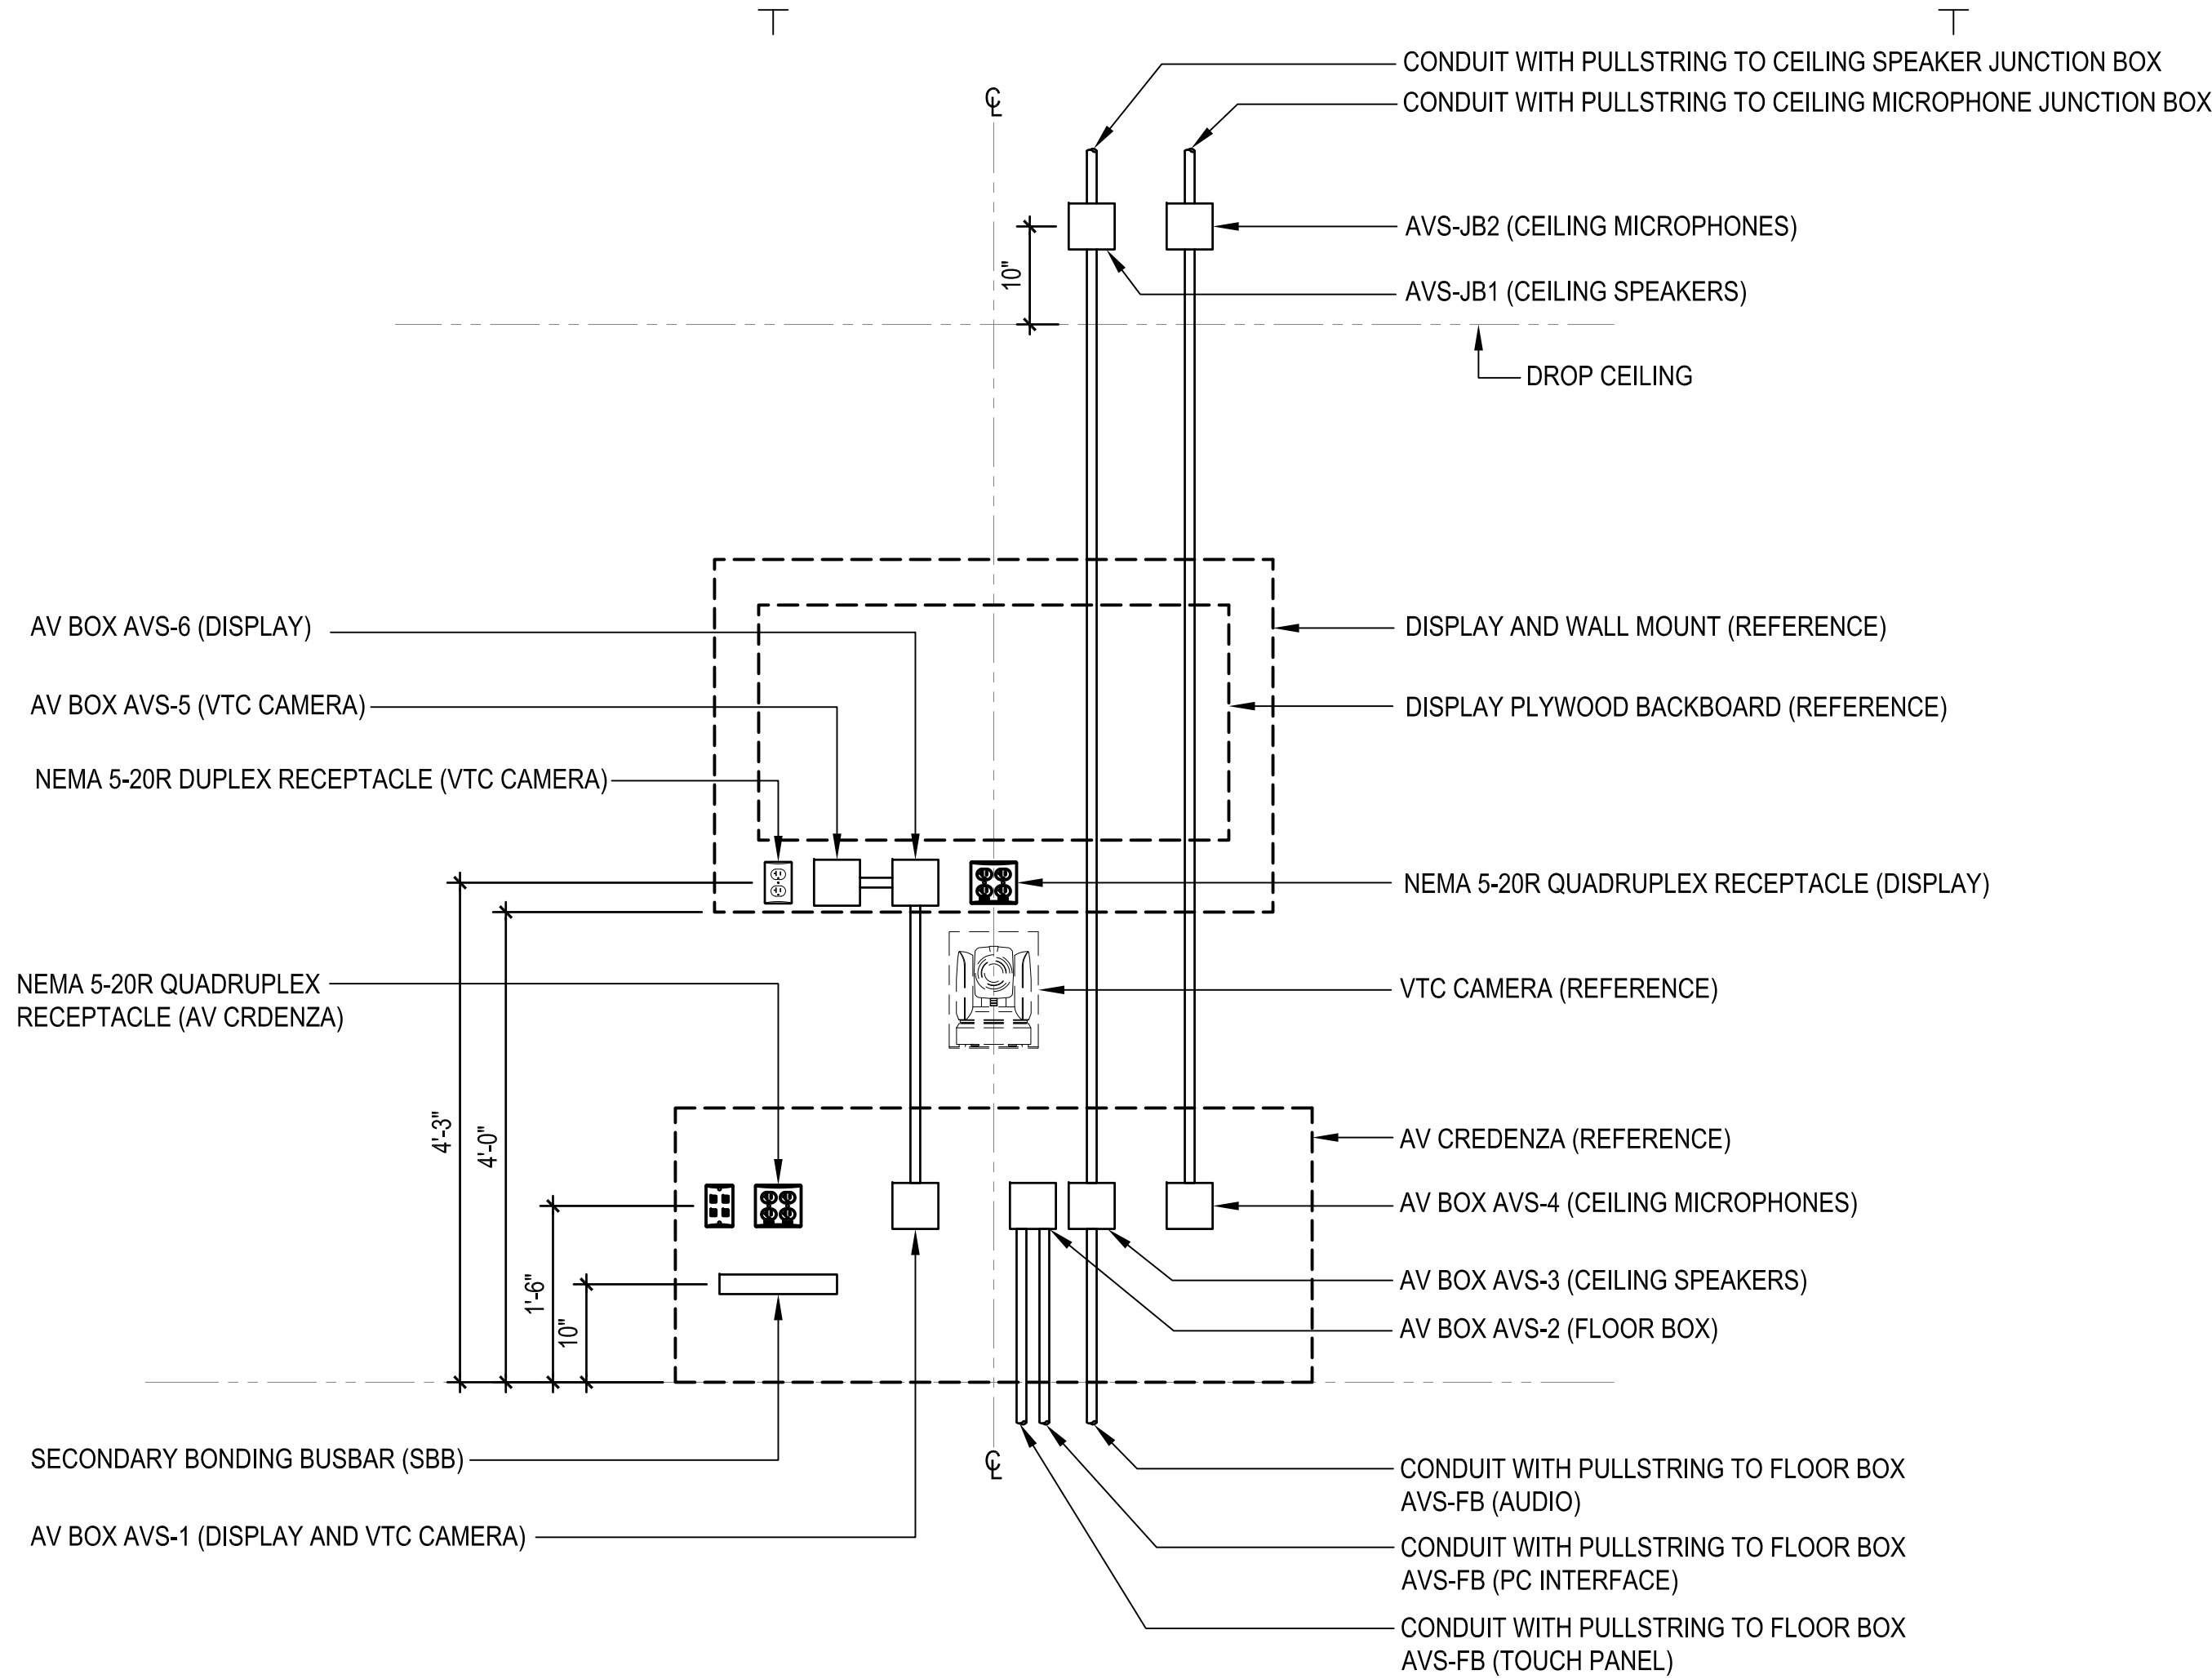 CONDUIT WITH PULLSTRING TO CEILING SPEAKER JUNCTION BOX
CONDUIT WITH PULLSTRING TO CEILING MICROPHONE JUNCTION BOX
℄
AVS-JB2 (CEILING MICROPHONES)
10"
AVS-JB1 (CEILING SPEAKERS)
DROP CEILING
AV BOX AVS-6 (DISPLAY)
DISPLAY AND WALL MOUNT (REFERENCE)
AV BOX AVS-5 (VTC CAMERA)
DISPLAY PLYWOOD BACKBOARD (REFERENCE)
NEMA 5-20R DUPLEX RECEPTACLE (VTC CAMERA)
NEMA 5-20R QUADRUPLEX RECEPTACLE (DISPLAY)
NEMA 5-20R QUADRUPLEX
RECEPTACLE (AV CRDENZA)
VTC CAMERA (REFERENCE)
4'-3"
4'-0"
AV CREDENZA (REFERENCE)
AV BOX AVS-4 (CEILING MICROPHONES)
1'-6"
10"
AV BOX AVS-3 (CEILING SPEAKERS)
AV BOX AVS-2 (FLOOR BOX)
SECONDARY BONDING BUSBAR (SBB)
℄
CONDUIT WITH PULLSTRING TO FLOOR BOX
AVS-FB (AUDIO)
AV BOX AVS-1 (DISPLAY AND VTC CAMERA)
CONDUIT WITH PULLSTRING TO FLOOR BOX
AVS-FB (PC INTERFACE)
CONDUIT WITH PULLSTRING TO FLOOR BOX
AVS-FB (TOUCH PANEL)